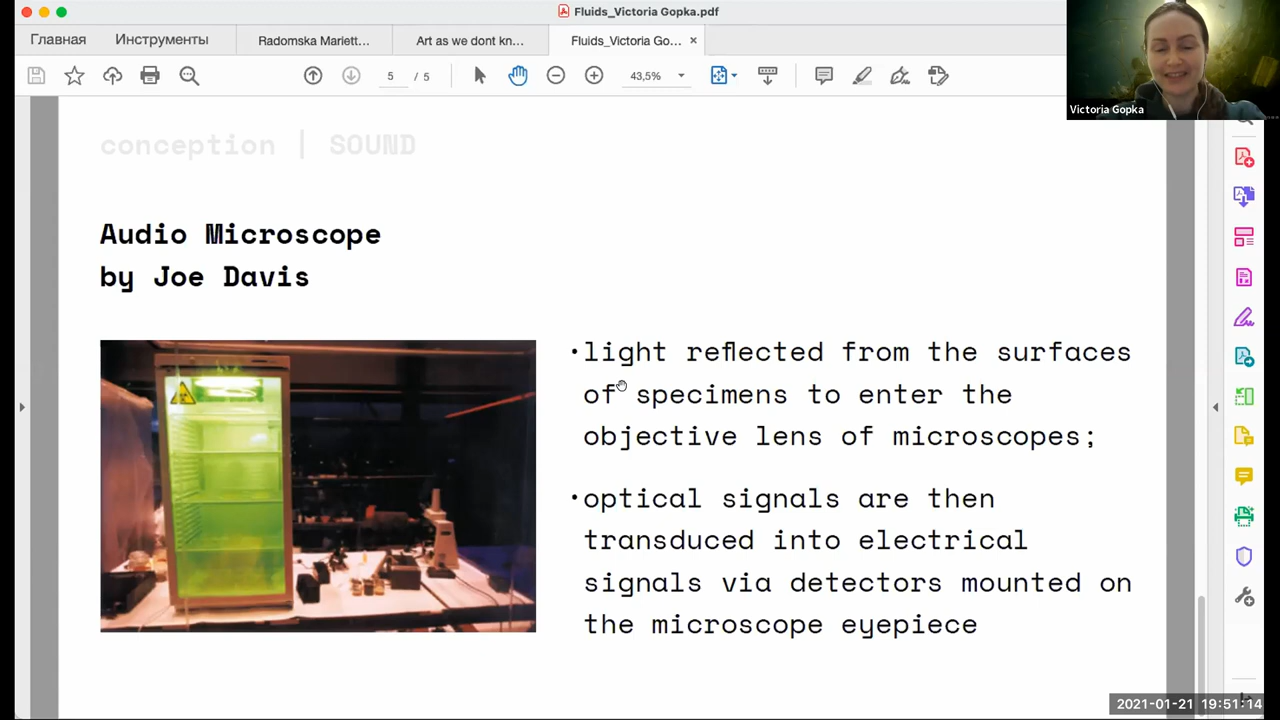 Fluids_Victoria Gopka.pdf
Главная
Инструменты
Radomska Mariett...
Art as we dont kn...
Fluids_Victoria Go...
5 / 5
43,5%
Victoria Gopka
conception | SOUND
Audio Microscope
by Joe Davis
•light reflected from the surfaces
of specimens to enter the
objective lens of microscopes;
•optical signals are then
transduced into electrical
signals via detectors mounted on
the microscope eyepiece
2021-01-21 19:51:14